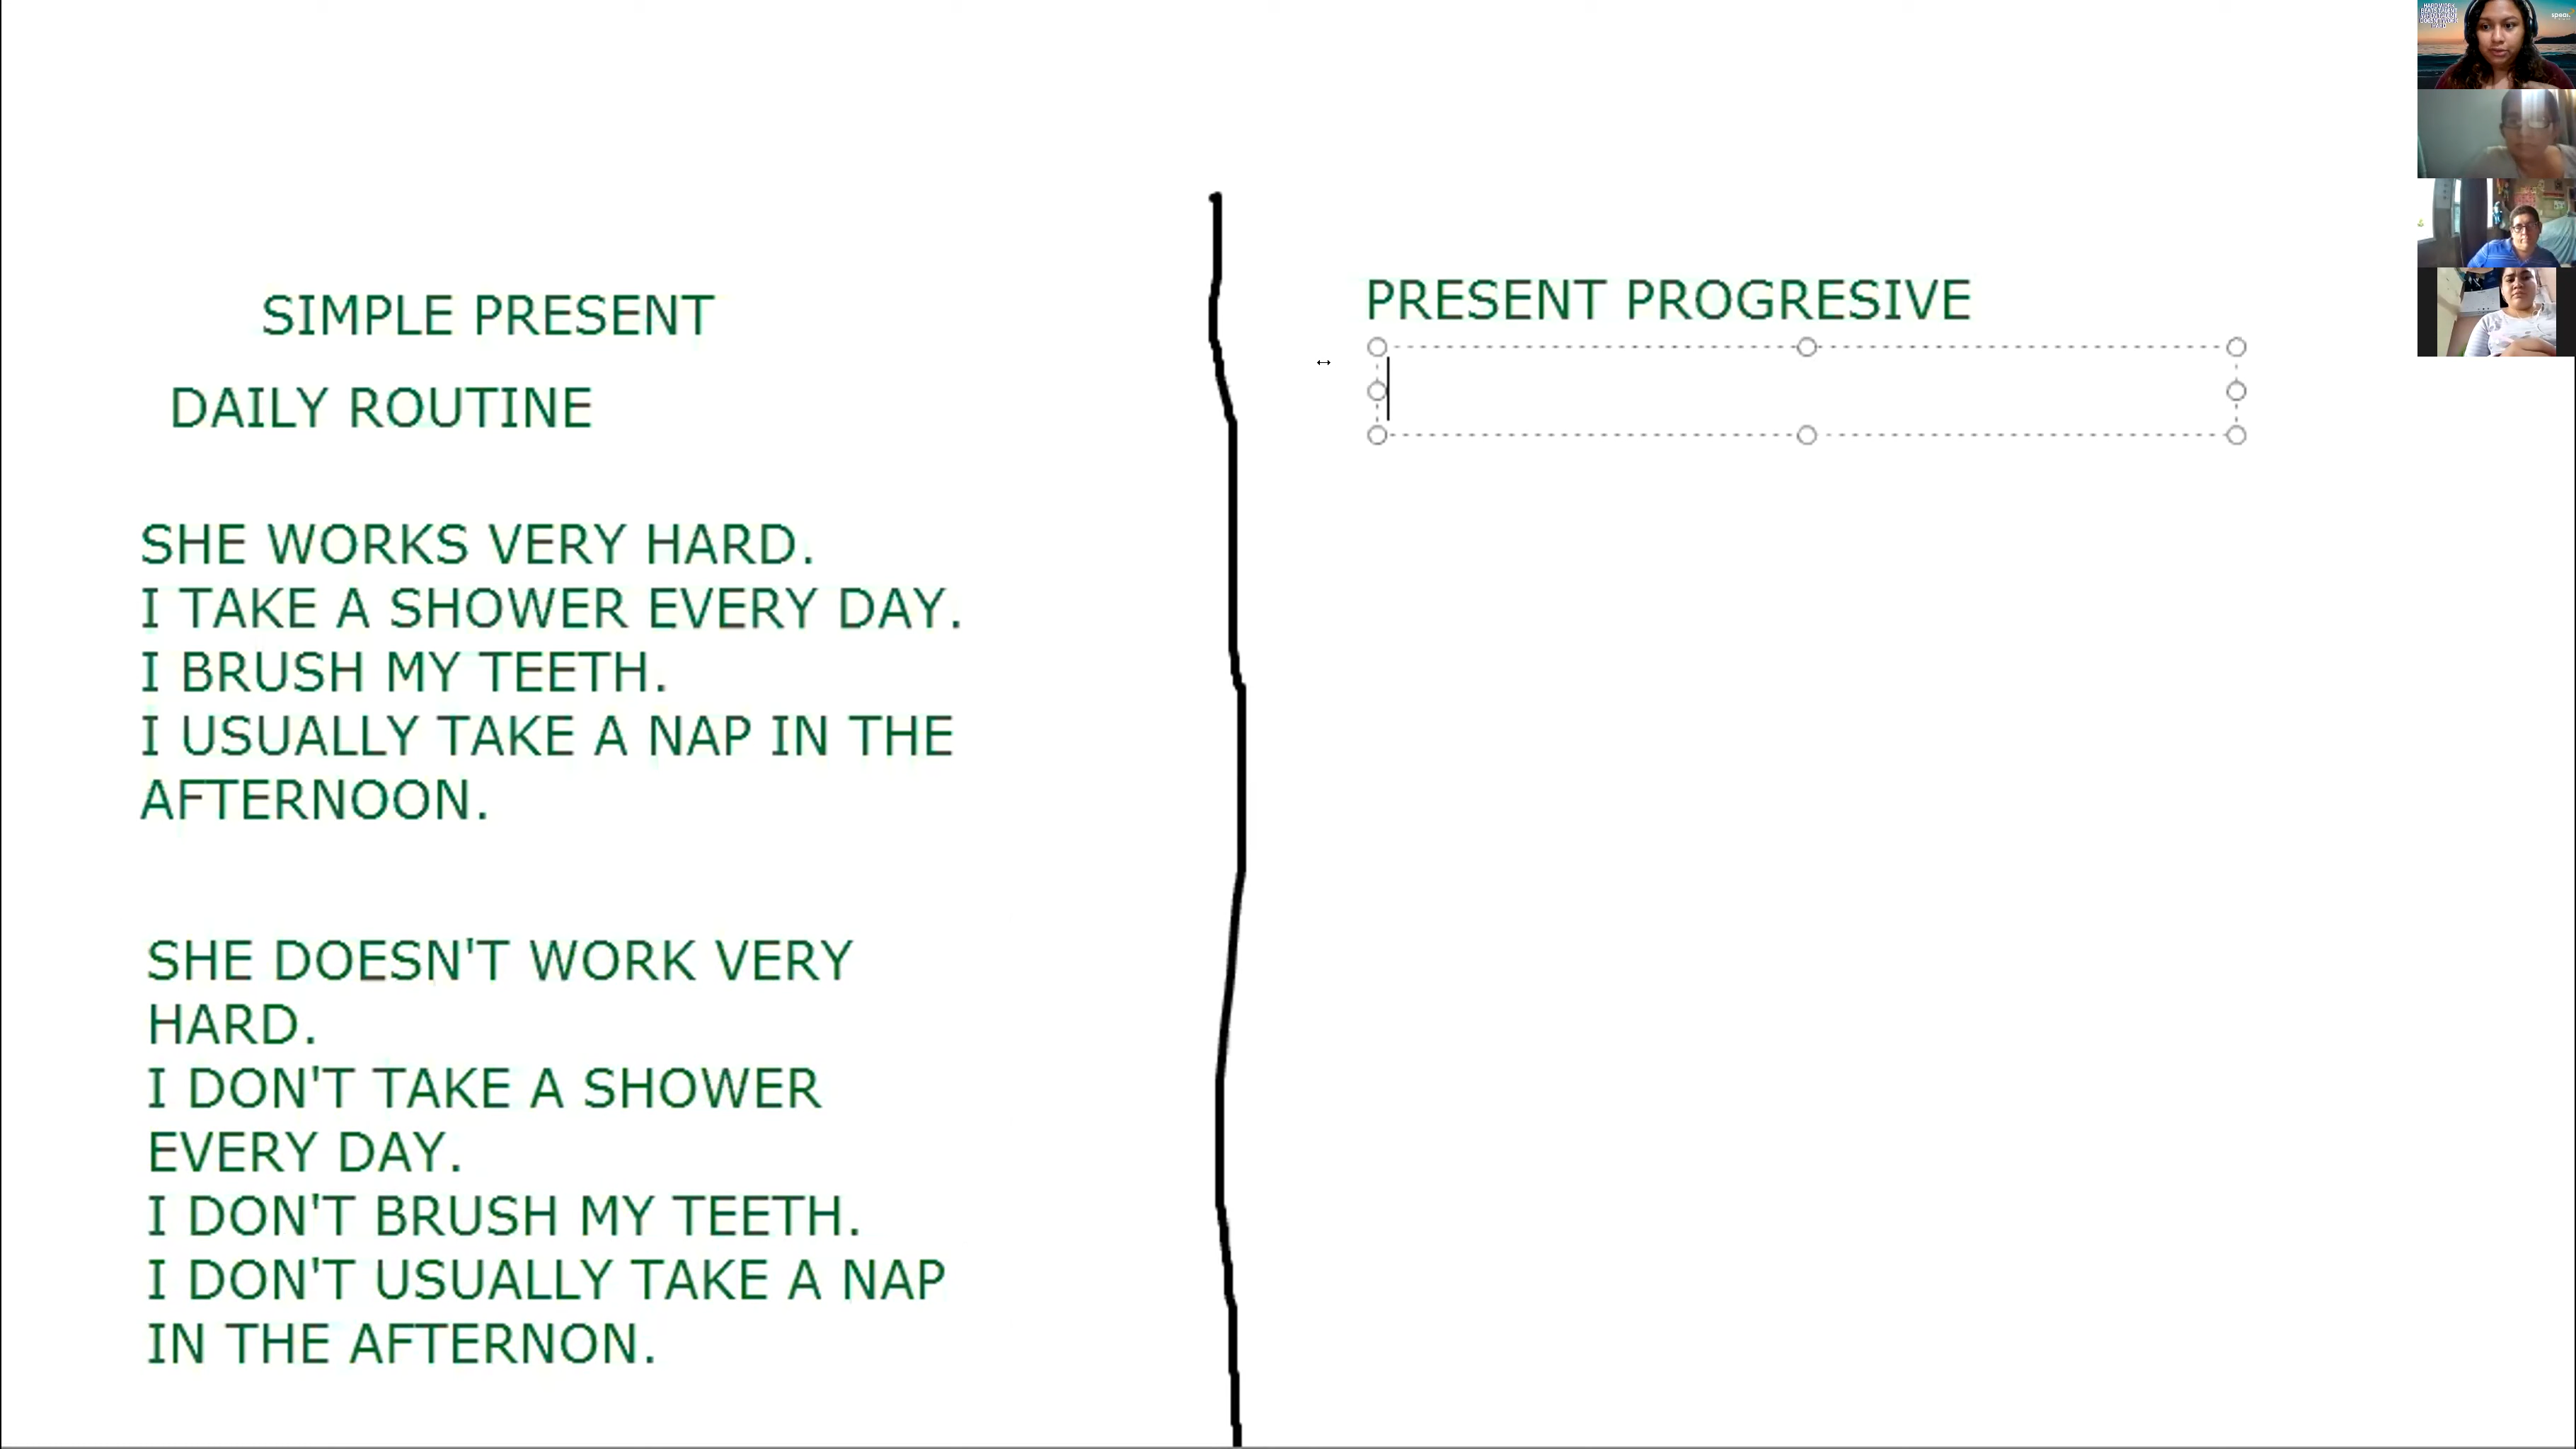 SIMPLE PRESENT
DAILY ROUTINE
SHE WORKS VERY HARD.
I TAKE A SHOWER EVERY DAY.
I BRUSH MY TEETH.
I USUALLY TAKE A NAP IN THE
AFTERNOON.
SHE DOESN'T WORK VERY
HARD.
I DON'T TAKE A SHOWER
EVERY DAY.
I DON'T BRUSH MY TEETH.
I DON'T USUALLY TAKE A NAP
IN THE AFTERNON.
PRESENT PROGRESIVE